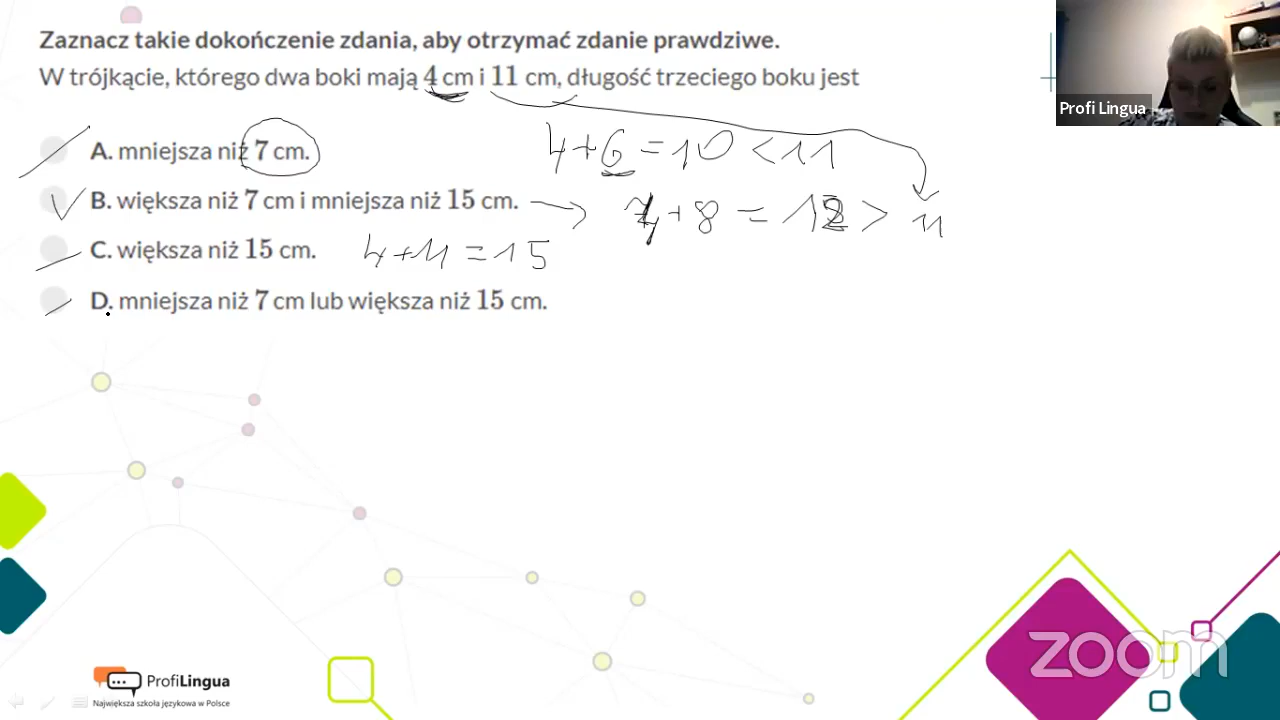 Zaznacz takie dokończenie zdania, aby otrzymać zdanie prawdziwe.
W trójkącie, którego dwa boki mają 4 cm i 11 cm, długość trzeciego boku jest
Profi Lingua
A. mniejsza niż 7 cm.
4+6=10<11
B. większa niż 7 cm i mniejsza niż 15 cm.
4+8=12> 11
C. większa niż 15 cm.
4+11=15
D. mniejsza niż 7 cm lub większa niż 15 cm.
zoom
ProfiLingua
Największa szkoła językowa w Polsce